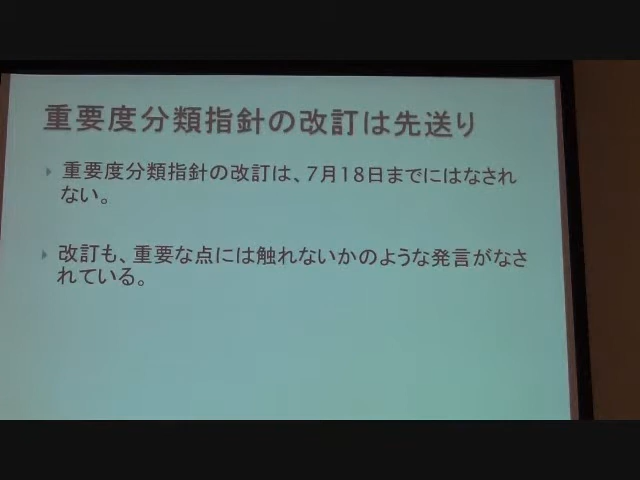 重要度分類指針の改訂は先送り
重要度分類指針の改訂は、7月18日までにはなされ
ない。
改訂も、重要な点には触れないかのような発言がなさ
れている。